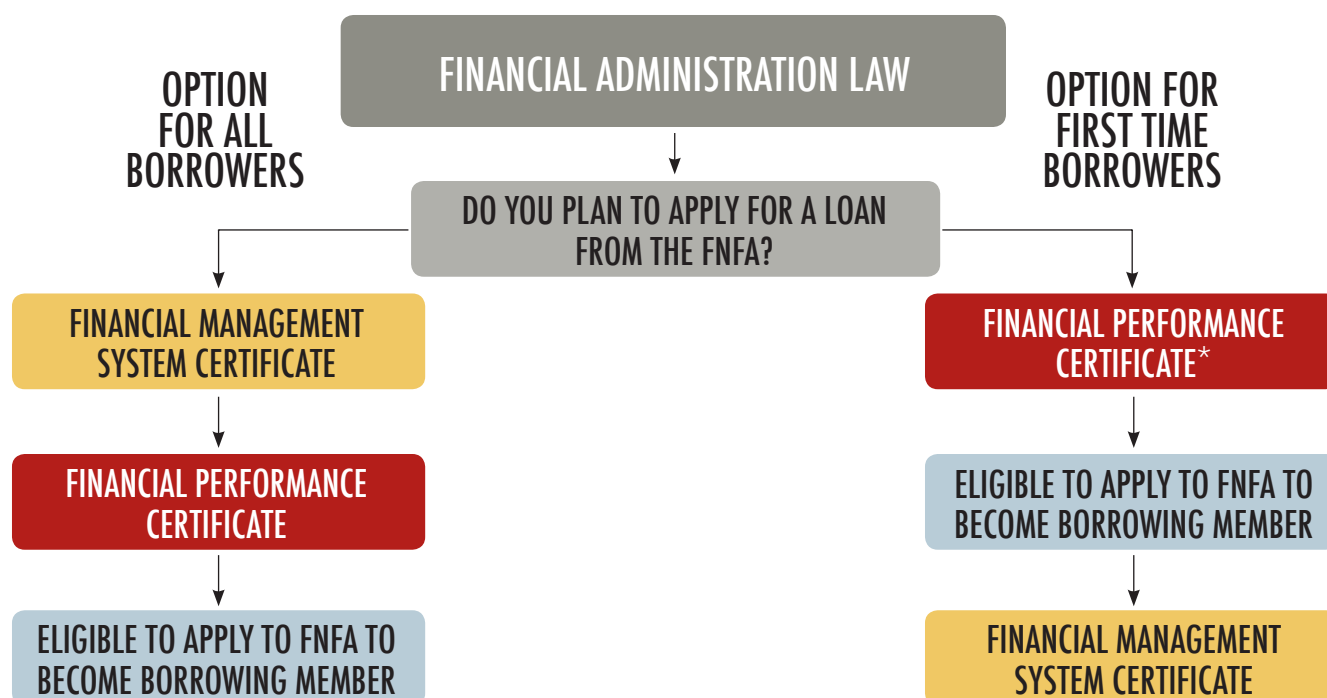 FINANCIAL ADMINISTRATION LAW
OPTION
FOR ALL
BORROWERS
OPTION FOR
FIRST TIME
BORROWERS
DO YOU PLAN TO APPLY FOR A LOAN
FROM THE FNFA?
FINANCIAL MANAGEMENT
SYSTEM CERTIFICATE
FINANCIAL PERFORMANCE
CERTIFICATE
ELIGIBLE TO APPLY TO FNFA TO
BECOME BORROWING MEMBER
FINANCIAL PERFORMANCE
CERTIFICATE*
ELIGIBLE TO APPLY TO FNFA TO
BECOME BORROWING MEMBER
FINANCIAL MANAGEMENT
SYSTEM CERTIFICATE